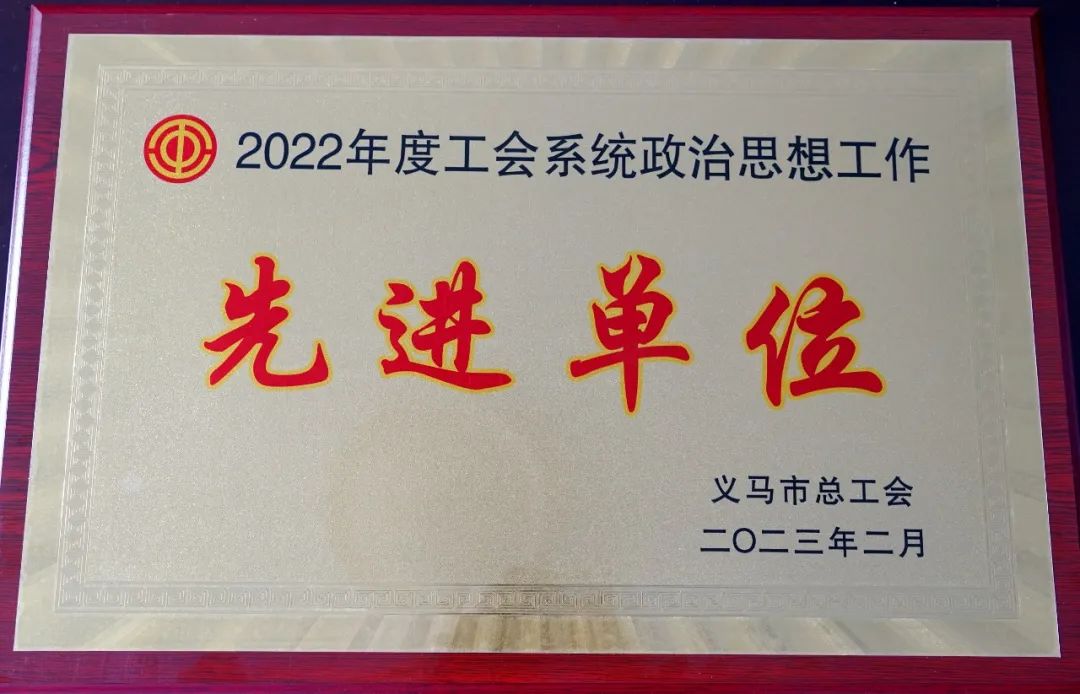 2022年度工会系统政治思想工作
先进单位
义马市总工会
二〇二三年二月